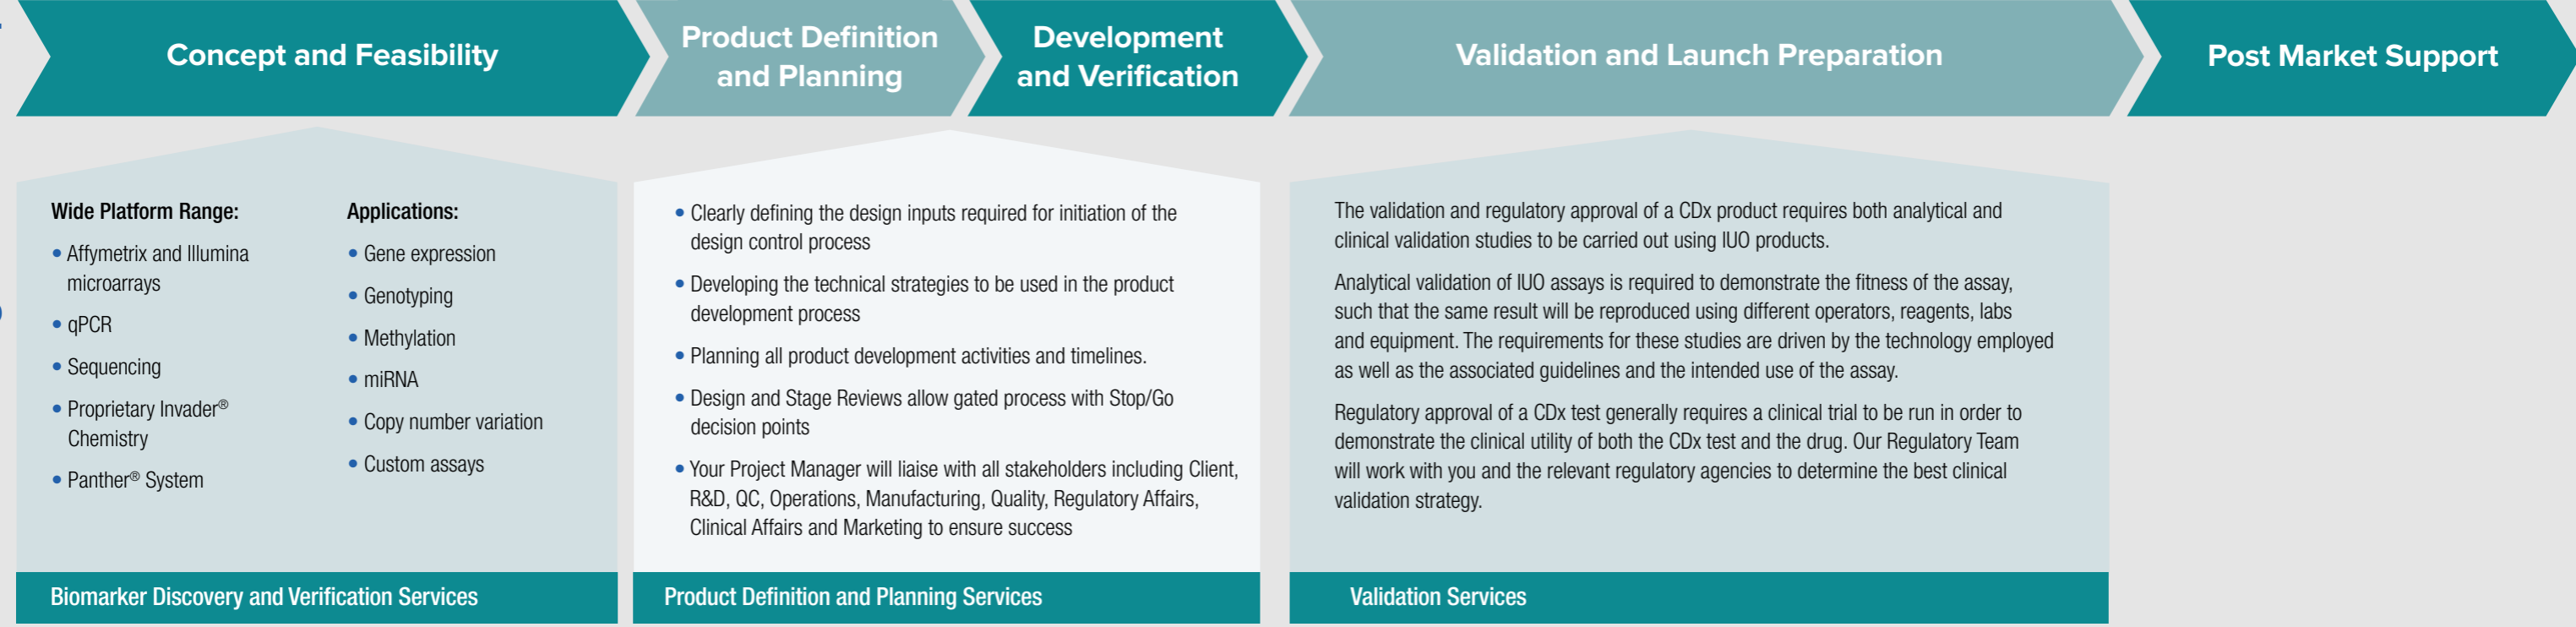 Concept and Feasibility
Product Definition
and Planning
Development
and Verification
Validation and Launch Preparation
Post Market Support
Wide Platform Range:
• Affymetrix and Illumina
microarrays
• qPCR
• Sequencing
• Proprietary Invader®
Chemistry
• Panther® System
Applications:
• Gene expression
• Genotyping
• Methylation
• miRNA
• Copy number variation
• Custom assays
Biomarker Discovery and Verification Services
• Clearly defining the design inputs required for initiation of the
design control process
• Developing the technical strategies to be used in the product
development process
• Planning all product development activities and timelines.
• Design and Stage Reviews allow gated process with Stop/Go
decision points
• Your Project Manager will liaise with all stakeholders including Client,
R&D, QC, Operations, Manufacturing, Quality, Regulatory Affairs,
Clinical Affairs and Marketing to ensure success
Product Definition and Planning Services
The validation and regulatory approval of a CDx product requires both analytical and
clinical validation studies to be carried out using IUO products.
Analytical validation of IUO assays is required to demonstrate the fitness of the assay,
such that the same result will be reproduced using different operators, reagents, labs
and equipment. The requirements for these studies are driven by the technology employed
as well as the associated guidelines and the intended use of the assay.
Regulatory approval of a CDx test generally requires a clinical trial to be run in order to
demonstrate the clinical utility of both the CDx test and the drug. Our Regulatory Team
will work with you and the relevant regulatory agencies to determine the best clinical
validation strategy.
Validation Services